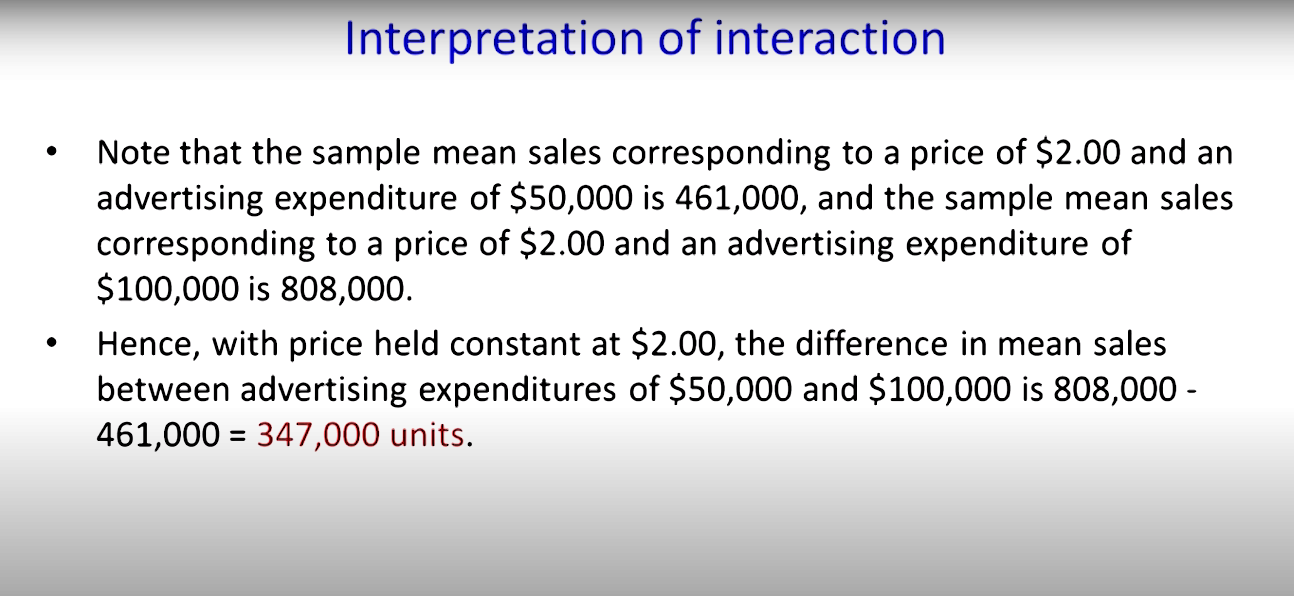 Interpretation of interaction
• Note that the sample mean sales corresponding to a price of $2.00 and an
advertising expenditure of $50,000 is 461,000, and the sample mean sales
corresponding to a price of $2.00 and an advertising expenditure of
$100,000 is 808,000.
• Hence, with price held constant at $2.00, the difference in mean sales
between advertising expenditures of $50,000 and $100,000 is 808,000 -
461,000 = 347,000 units.